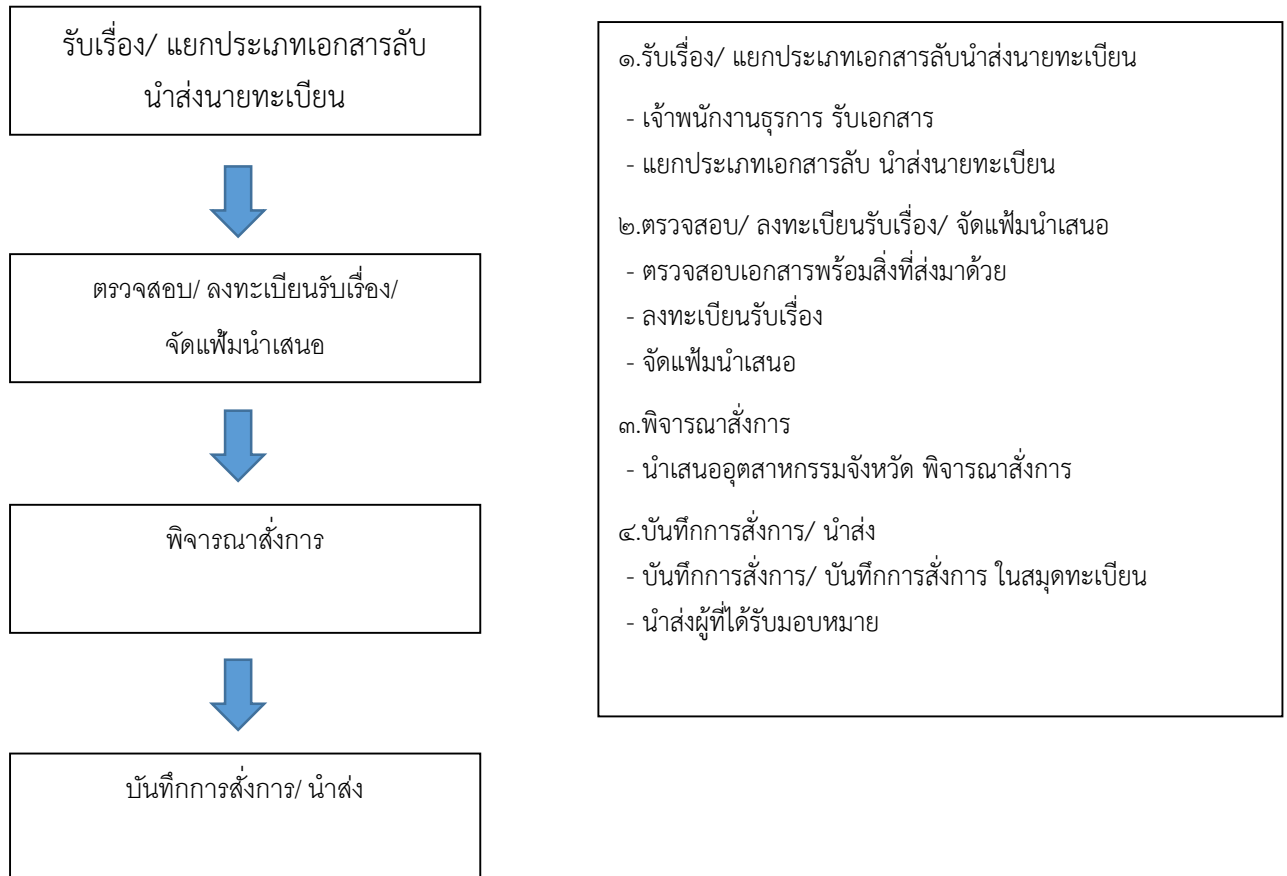 รับเรื่อง/ แยกประเภทเอกสารลับ
นำส่งนายทะเบียน
ตรวจสอบ/ ลงทะเบียนรับเรื่อง/
จัดแฟ้มนำเสนอ
พิจารณาสั่งการ
บันทึกการสั่งการ/ นำส่ง
๑.รับเรื่อง/ แยกประเภทเอกสารลับนำส่งนายทะเบียน
- เจ้าพนักงานธุรการ รับเอกสาร
- แยกประเภทเอกสารลับ นำส่งนายทะเบียน
๒.ตรวจสอบ/ ลงทะเบียนรับเรื่อง/ จัดแฟ้มนำเสนอ
- ตรวจสอบเอกสารพร้อมสิ่งที่ส่งมาด้วย
- ลงทะเบียนรับเรื่อง
- จัดแฟ้มนำเสนอ
๓.พิจารณาสั่งการ
- นำเสนออุตสาหกรรมจังหวัด พิจารณาสั่งการ
๔.บันทึกการสั่งการ/ นำส่ง
- บันทึกการสั่งการ/ บันทึกการสั่งการ ในสมุดทะเบียน
- นำส่งผู้ที่ได้รับมอบหมาย